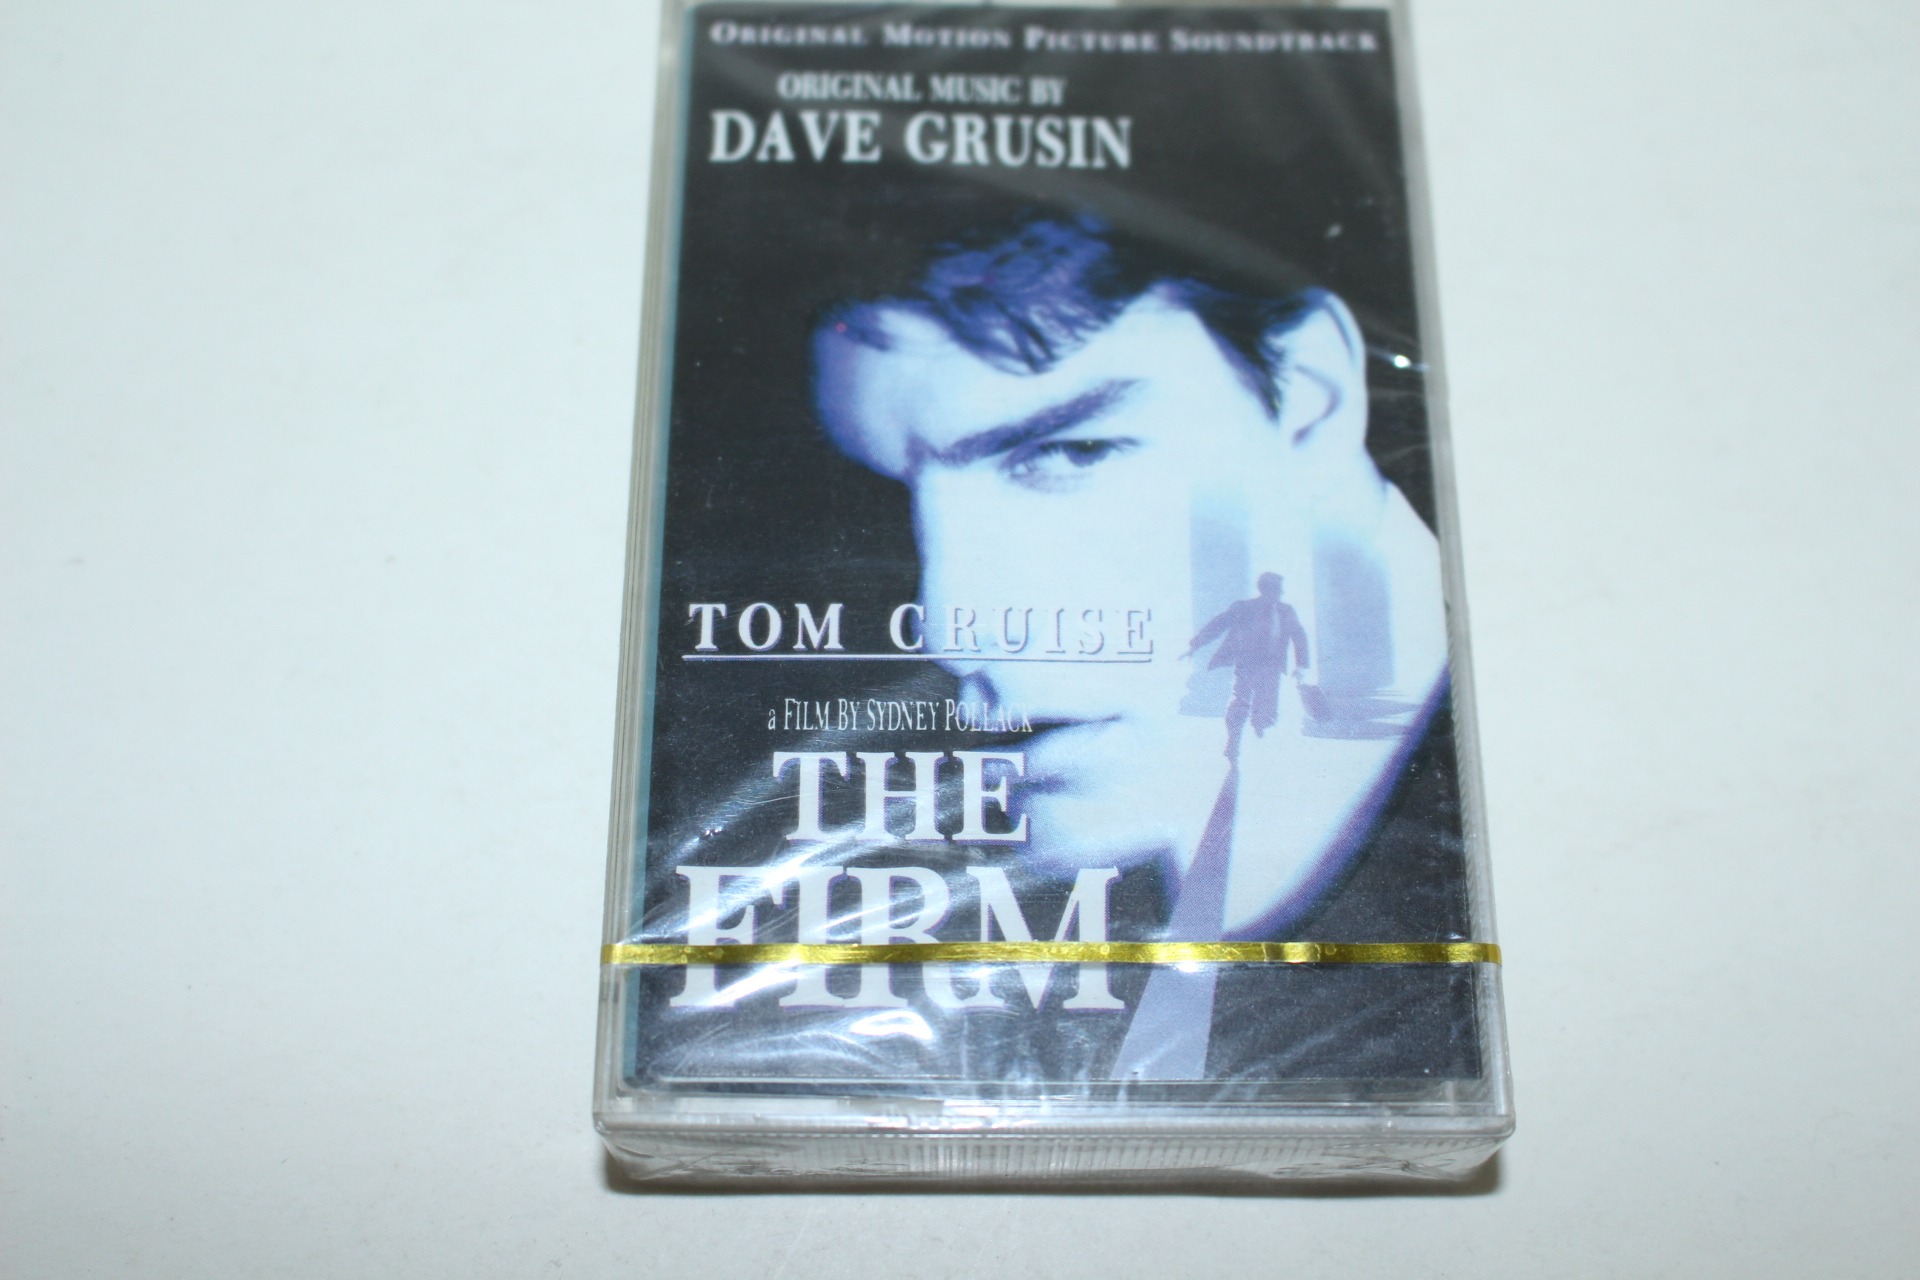 ORIGINAL MOTION PICTURE SOUNDTRACK
ORIGINAL MUSIC BY
DAVE GRUSIN
TOM CRUISE
a FILM BY SYDNEY POLLACK
THE
FIRM